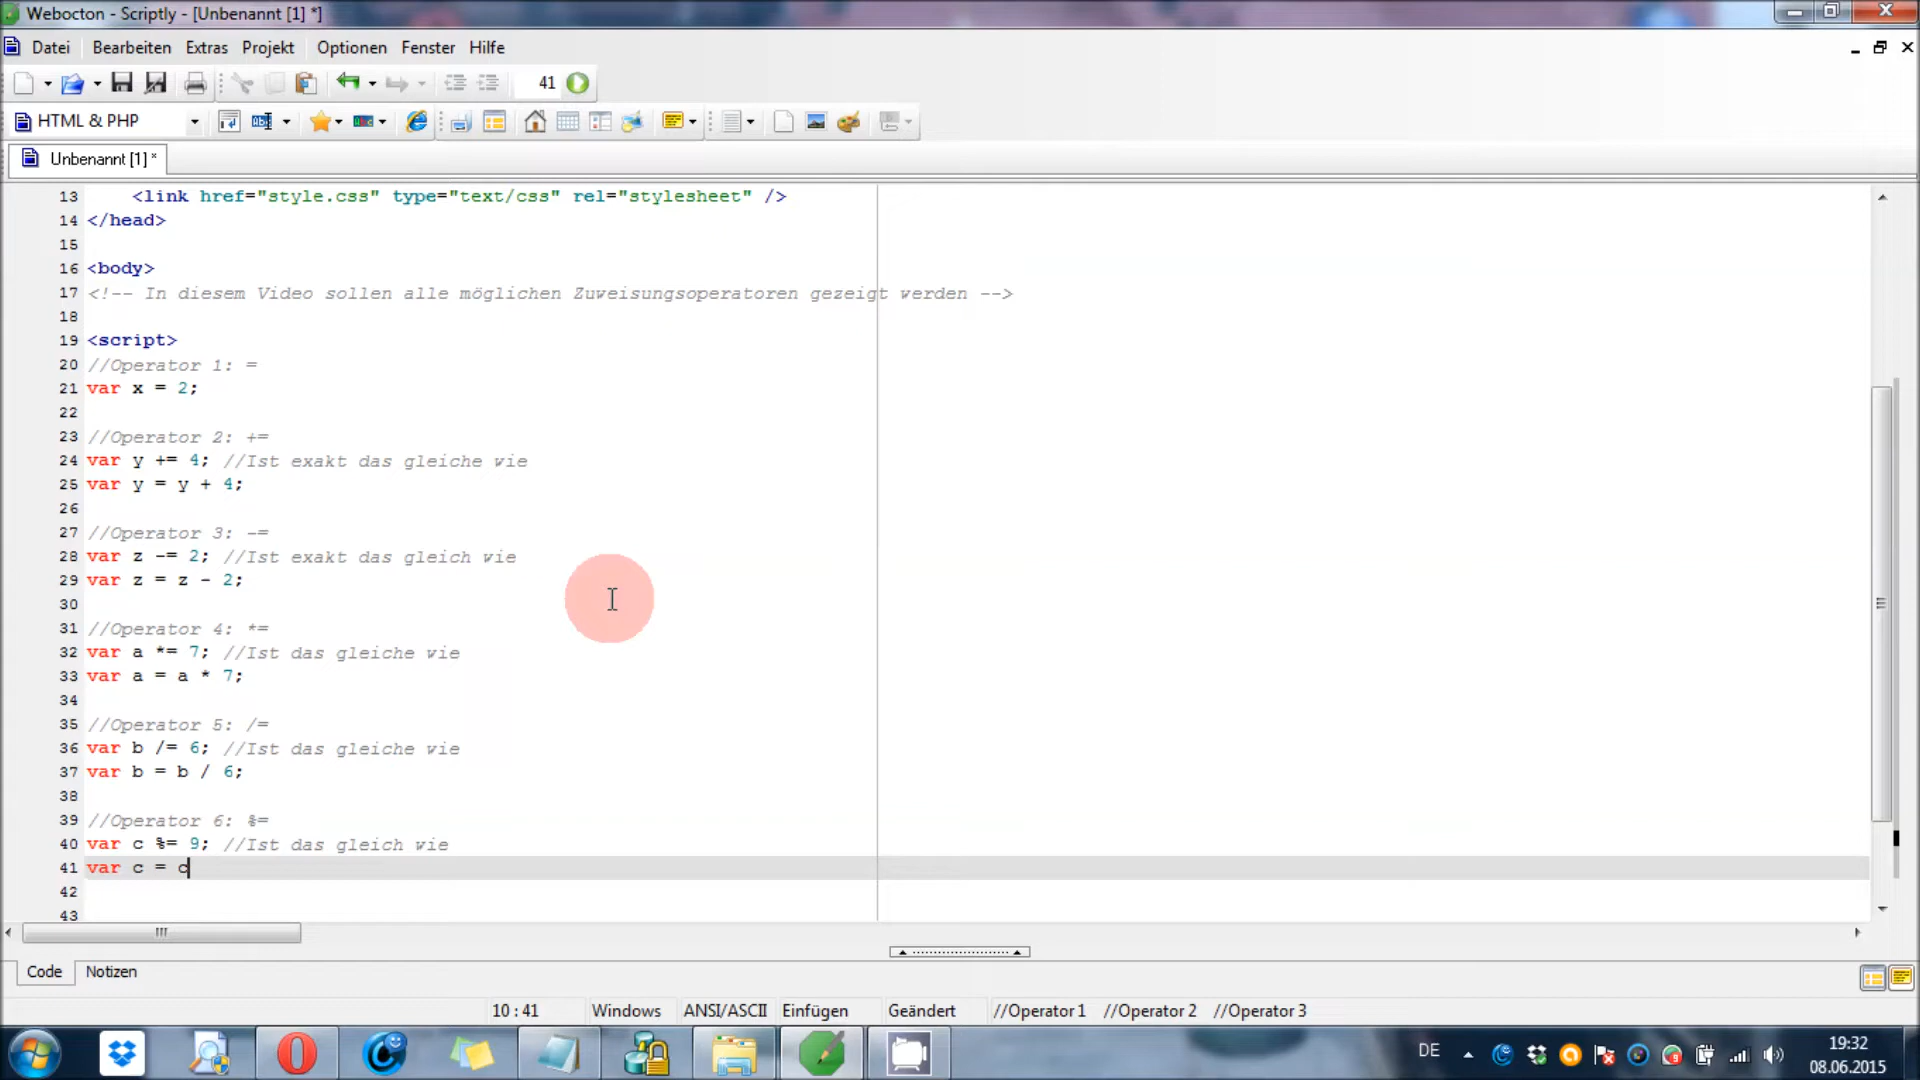 Webocton - Scriptly - [Unbenannt [1] *]
Datei Bearbeiten Extras Projekt Optionen Fenster Hilfe
41
HTML & PHP
Unbenannt [1] *
13 <link href="style.css" type="text/css" rel="stylesheet" />
14 </head>
15
16 <body>
17 <!-- In diesem Video sollen alle möglichen Zuweisungsoperatoren gezeigt werden -->
18
19 <script>
20 //Operator 1: =
21 var x = 2;
22
23 //Operator 2: +=
24 var y += 4; //Ist exakt das gleiche wie
25 var y = y + 4;
26
27 //Operator 3: -=
28 var z -= 2; //Ist exakt das gleich wie
29 var z = z - 2;
30
31 //Operator 4: *=
32 var a *= 7; //Ist das gleiche wie
33 var a = a * 7;
34
35 //Operator 5: /=
36 var b /= 6; //Ist das gleiche wie
37 var b = b / 6;
38
39 //Operator 6: %=
40 var c %= 9; //Ist das gleich wie
41 var c = c
42
43
Code Notizen
10 : 41 Windows ANSI/ASCII Einfügen Geändert //Operator 1 //Operator 2 //Operator 3
DE 19:32
08.06.2015